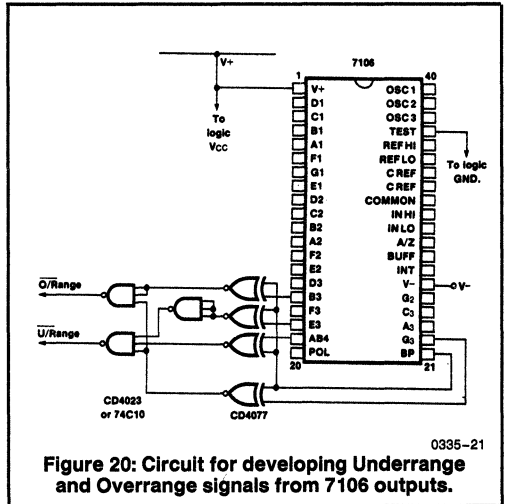 V+
7106
1
40
V+
OSC 1
D1
OSC 2
C1
OSC 3
To
logic
VCC
B1
TEST
A1
REF HI
F1
REF LO
To logic
GND.
G1
C REF
E1
C REF
D2
COMMON
C2
IN HI
B2
IN LO
A2
A/Z
F2
BUFF
E2
INT
D3
V–
V–
O/Range
B3
G2
F3
C3
E3
A3
U/Range
AB4
G3
POL
BP
20
21
CD4023
or 74C10
CD4077
0335–21
Figure 20: Circuit for developing Underrange
and Overrange signals from 7106 outputs.